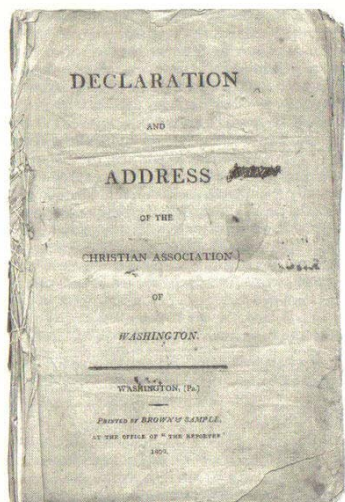 DECLARATION
AND
ADDRESS
OF THE
CHRISTIAN ASSOCIATION
OF
WASHINGTON.
WASHINGTON, (Pa.)
PRINTED BY BROWN & SAMPLE,
AT THE OFFICE OF "THE REPORTER"